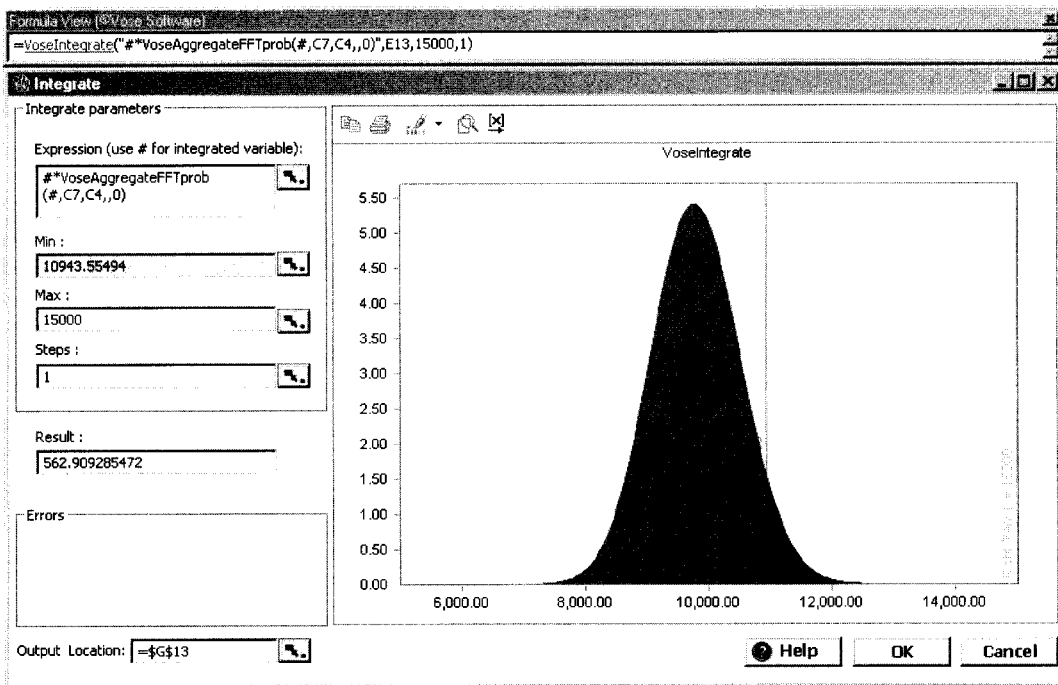 Formula View (©Vose Software)
=VoseIntegrate("#*VoseAggregateFFTprob(#,C7,C4,,0)",E13,15000,1)
Integrate
Integrate parameters
Expression (use # for integrated variable):
#*VoseAggregateFFTprob
(#,C7,C4,,0)
Min :
10943.55494
Max :
15000
Steps :
1
Result :
562.909285472
Errors
Output Location: =$G$13
VoseIntegrate
5.50
5.00
4.50
4.00
3.50
3.00
2.50
2.00
1.50
1.00
0.50
0.00
6,000.00 8,000.00 10,000.00 12,000.00 14,000.00
Help OK Cancel